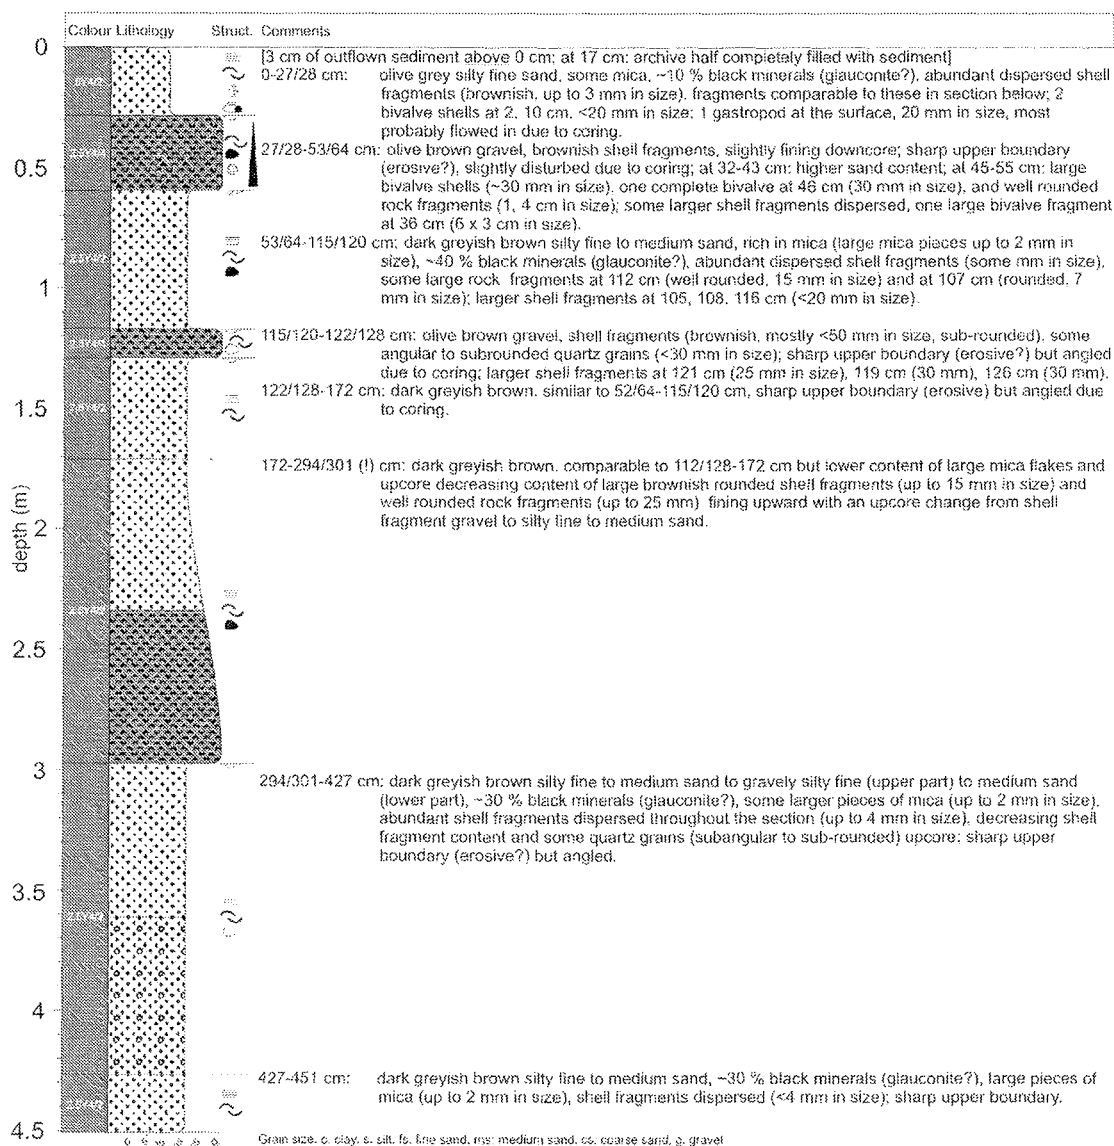 Colour Lithology Struct. Comments
0
[3 cm of outflown sediment above 0 cm; at 17 cm: archive half completely filled with sediment]
0-27/28 cm: olive grey silty fine sand, some mica, ~10 % black minerals (glauconite?), abundant dispersed shell
fragments (brownish, up to 3 mm in size), fragments comparable to these in section below; 2
bivalve shells at 2, 10 cm, <20 mm in size; 1 gastropod at the surface, 20 mm in size, most
probably flowed in due to coring.
27/28-53/64 cm: olive brown gravel, brownish shell fragments, slightly fining downcore; sharp upper boundary
0.5
(erosive?), slightly disturbed due to coring; at 32-43 cm: higher sand content; at 45-55 cm: large
bivalve shells (~30 mm in size), one complete bivalve at 46 cm (30 mm in size), and well rounded
rock fragments (1, 4 cm in size); some larger shell fragments dispersed, one large bivalve fragment
at 36 cm (6 x 3 cm in size).
53/64-115/120 cm: dark greyish brown silty fine to medium sand, rich in mica (large mica pieces up to 2 mm in
size), ~40 % black minerals (glauconite?), abundant dispersed shell fragments (some mm in size),
some large rock fragments at 112 cm (well rounded, 15 mm in size) and at 107 cm (rounded, 7
1
mm in size); larger shell fragments at 105, 108, 116 cm (<20 mm in size).
115/120-122/128 cm: olive brown gravel, shell fragments (brownish, mostly <50 mm in size, sub-rounded), some
angular to subrounded quartz grains (<30 mm in size); sharp upper boundary (erosive?) but angled
due to coring; larger shell fragments at 121 cm (25 mm in size), 119 cm (30 mm), 126 cm (30 mm).
122/128-172 cm: dark greyish brown, similar to 52/64-115/120 cm, sharp upper boundary (erosive) but angled due
to coring.
1.5
172-294/301 (!) cm: dark greyish brown, comparable to 112/128-172 cm but lower content of large mica flakes and
upcore decreasing content of large brownish rounded shell fragments (up to 15 mm in size) and
well rounded rock fragments (up to 25 mm) fining upward with an upcore change from shell
fragment gravel to silty fine to medium sand.
2
depth (m)
2.5
3
294/301-427 cm: dark greyish brown silty fine to medium sand to gravely silty fine (upper part) to medium sand
(lower part), ~30 % black minerals (glauconite?), some larger pieces of mica (up to 2 mm in size),
abundant shell fragments dispersed throughout the section (up to 4 mm in size), decreasing shell
fragment content and some quartz grains (subangular to sub-rounded) upcore; sharp upper
boundary (erosive?) but angled.
3.5
4
427-451 cm: dark greyish brown silty fine to medium sand, ~30 % black minerals (glauconite?), large pieces of
mica (up to 2 mm in size), shell fragments dispersed (<4 mm in size); sharp upper boundary.
4.5
Grain size, c: clay, s: silt, fs: fine sand, ms: medium sand, cs: coarse sand, g: gravel